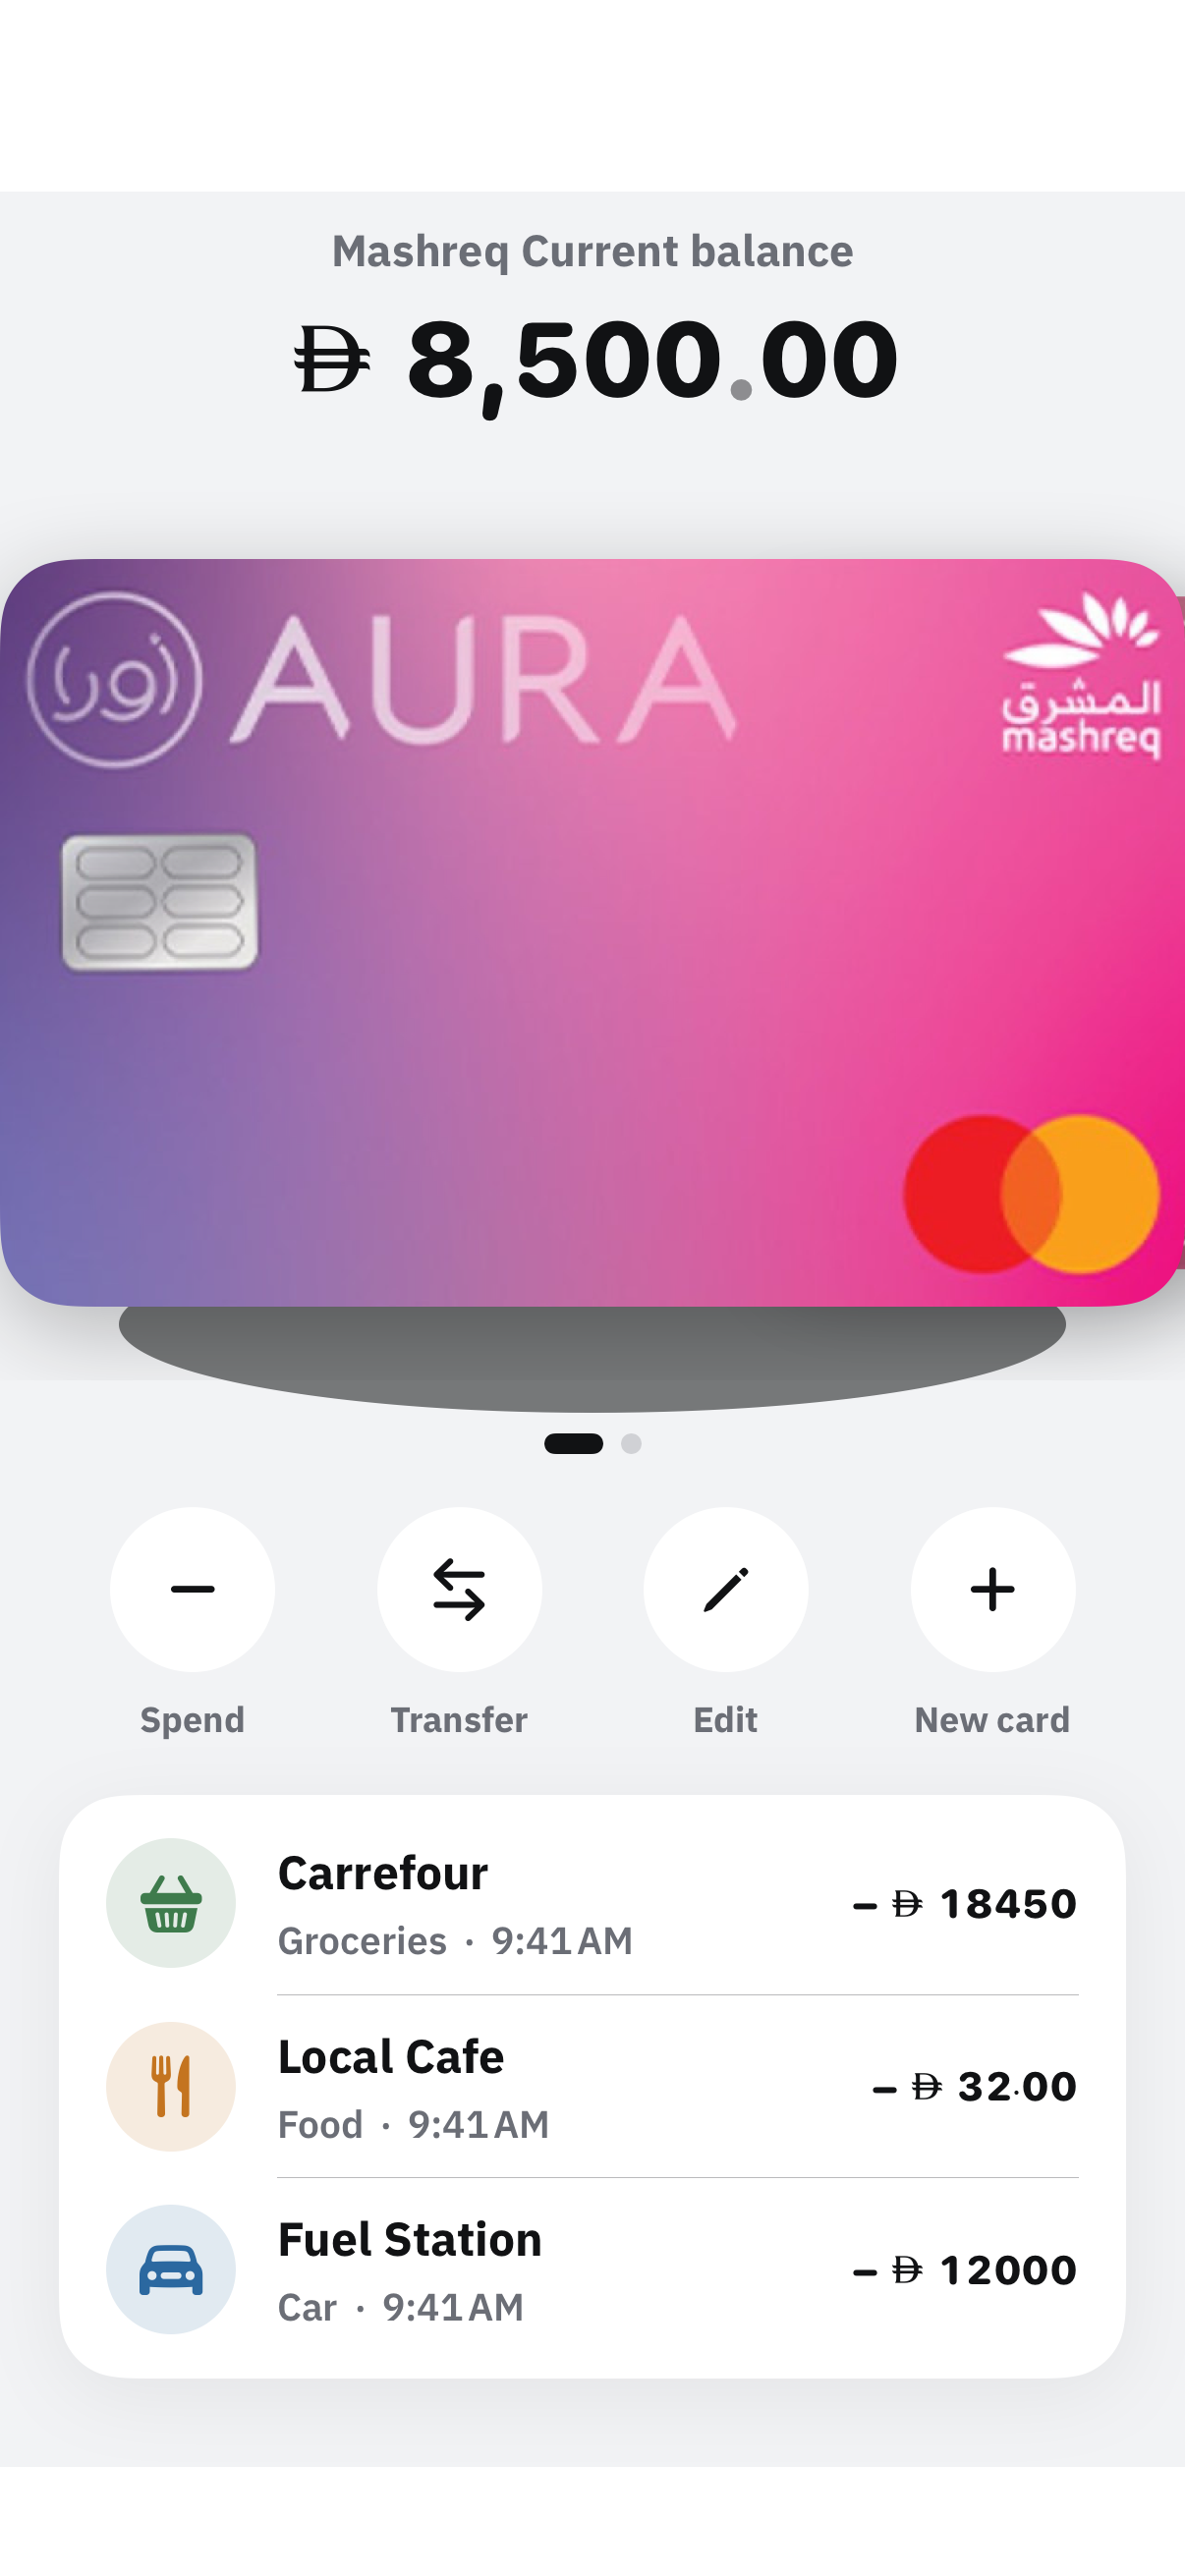 Mashreq Current balance
 8,500.00
نور AURA
المشرق
mashreq
Spend
Transfer
Edit
New card
Carrefour
Groceries · 9:41 AM
–  18450
Local Cafe
Food · 9:41 AM
–  32.00
Fuel Station
Car · 9:41 AM
–  12000